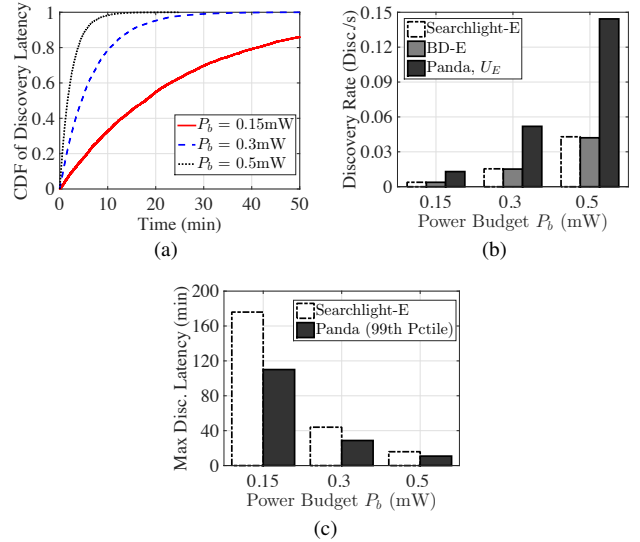 CDF of Discovery Latency
1
0.8
0.6
0.4
0.2
0
P_b = 0.15mW
P_b = 0.3mW
P_b = 0.5mW
0 10 20 30 40 50
Time (min)
(a)
Discovery Rate (Disc./s)
0.15
0.12
0.09
0.06
0.03
0
Searchlight-E
BD-E
Panda, U_E
0.15 0.3 0.5
Power Budget P_b (mW)
(b)
Max Disc. Latency (min)
200
160
120
80
40
0
Searchlight-E
Panda (99th Pctile)
0.15 0.3 0.5
Power Budget P_b (mW)
(c)